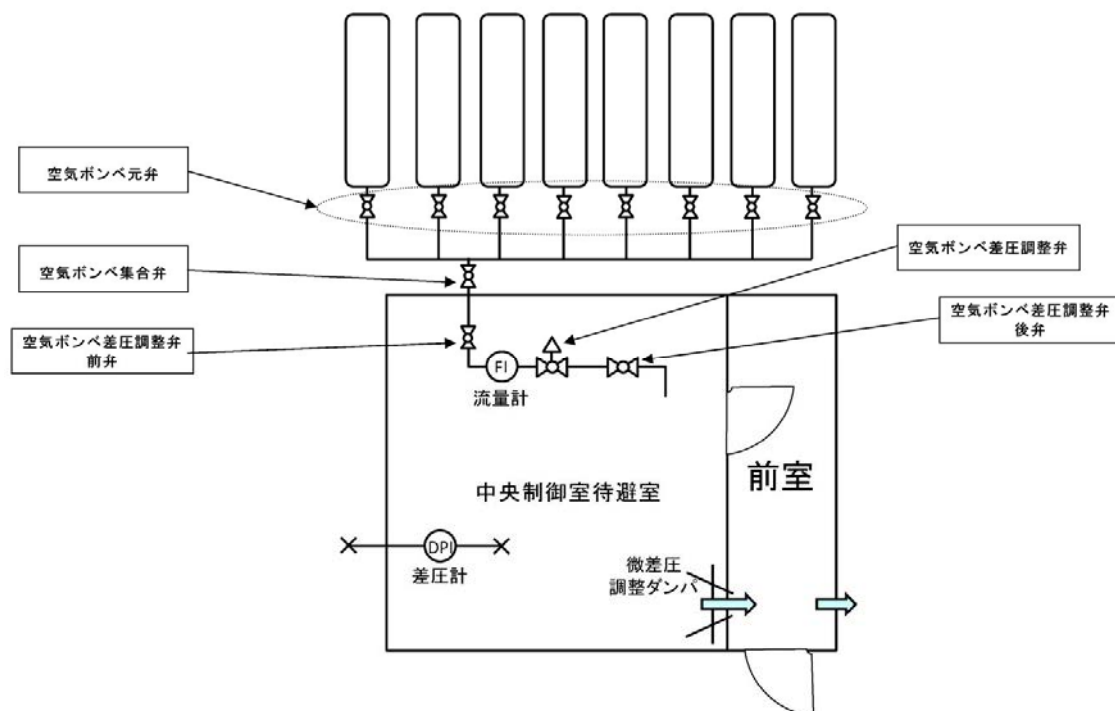 空気ボンベ元弁
空気ボンベ集合弁
空気ボンベ差圧調整弁
前弁
空気ボンベ差圧調整弁
空気ボンベ差圧調整弁
後弁
FI
流量計
中央制御室待避室
前室
DPI
差圧計
微差圧
調整ダンパ